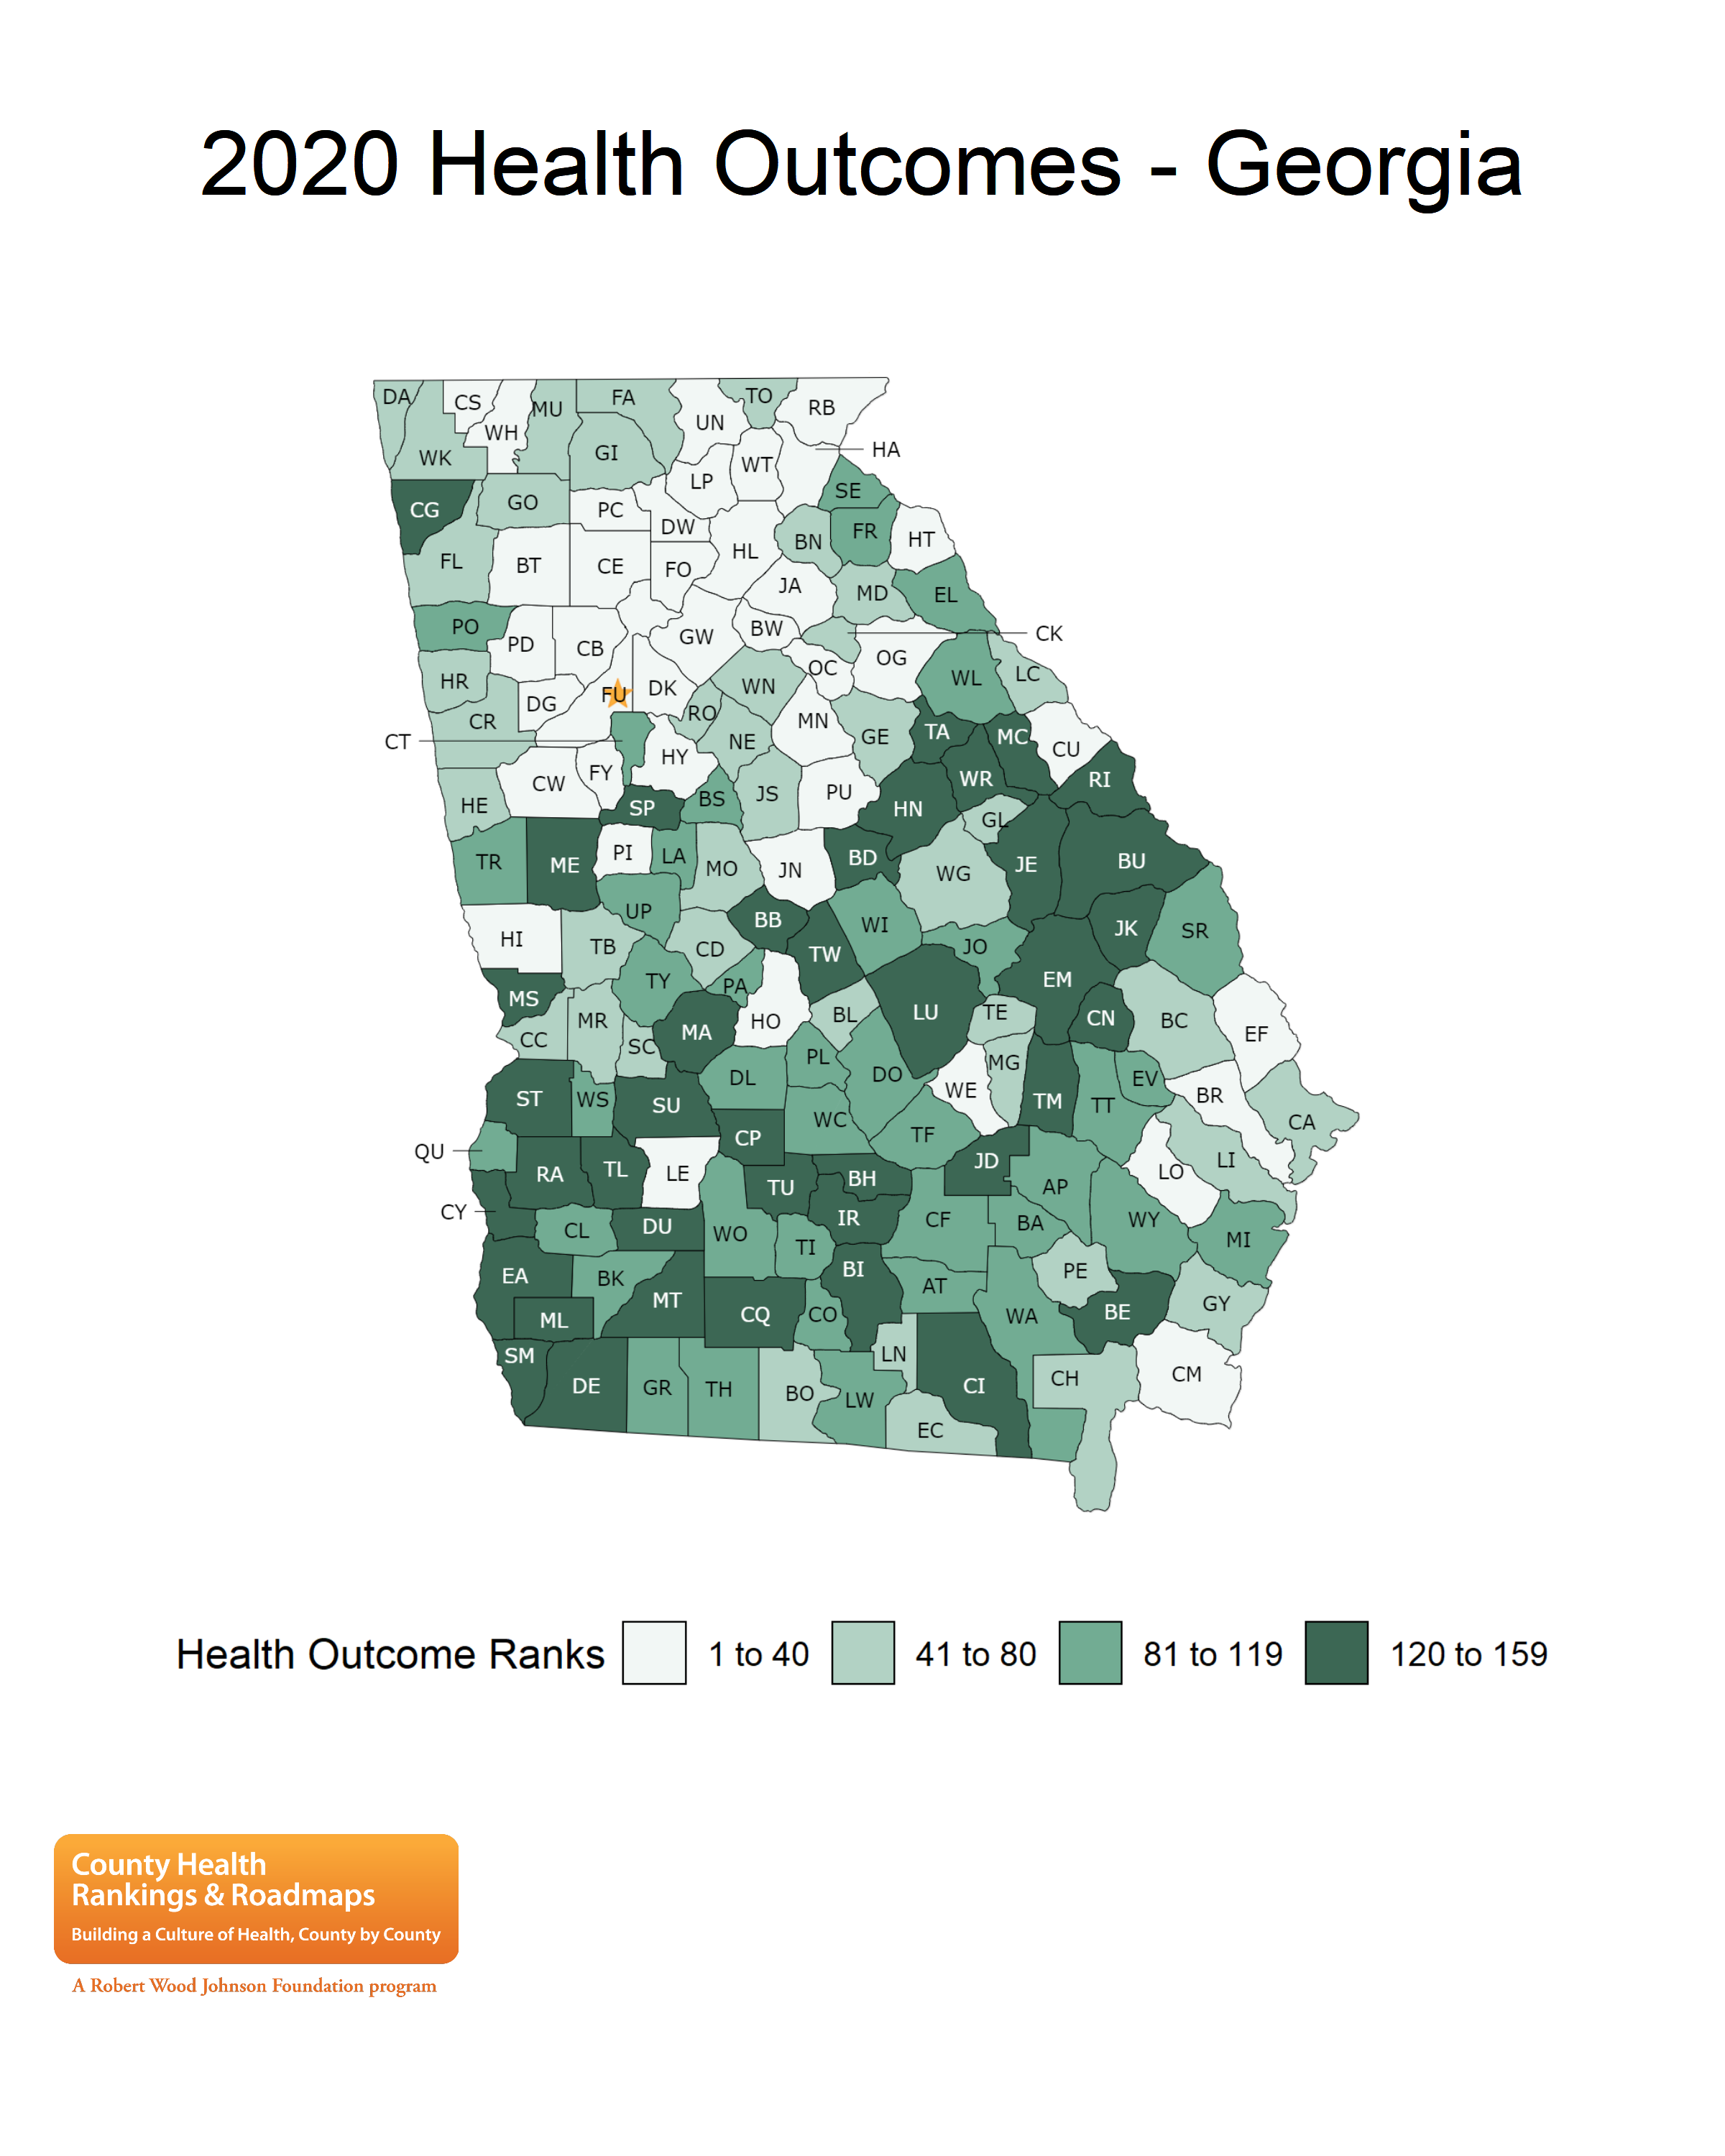 2020 Health Outcomes - Georgia
DA CS MU FA TO
UN RB
WH
WK GI WT HA
LP SE
CG GO PC
DW FR HT
HL BN
FL BT CE FO
JA MD EL
PO PD CB GW BW CK
OC OG
HR DG FU DK WN WL LC
CR RO MN
CT NE GE TA MC
HY CU
HE CW FY SP BS JS PU WR RI
HN
GL
TR ME PI LA MO JN BD WG JE BU
HI UP BB WI JK SR
TB CD TW JO
MS TY PA EM
CC MR SC MA HO BL LU TE CN BC EF
ST WS DL PL DO WE MG EV BR
SU CP WC TF TM TT CA
QU RA TL LE TU BH JD AP LO LI
CY CL DU WO TI IR CF BA WY MI
EA BK BI AT PE
ML MT CQ CO WA BE GY
SM DE GR TH BO LW LN CI CH CM
EC
Health Outcome Ranks 1 to 40 41 to 80 81 to 119 120 to 159
County Health
Rankings & Roadmaps
Building a Culture of Health, County by County
A Robert Wood Johnson Foundation program